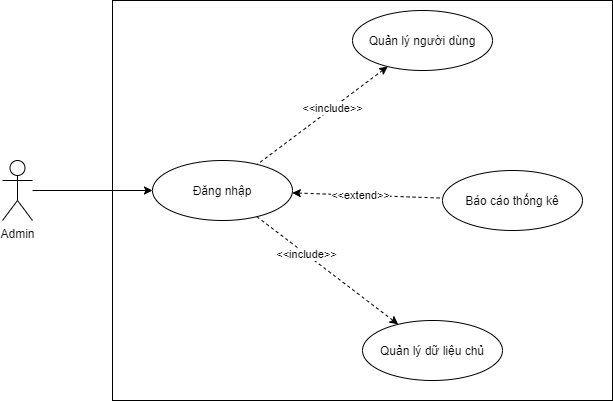 Quản lý người dùng
<<include>>
Đăng nhập
<<extend>>
Báo cáo thống kê
Admin
<<include>>
Quản lý dữ liệu chủ